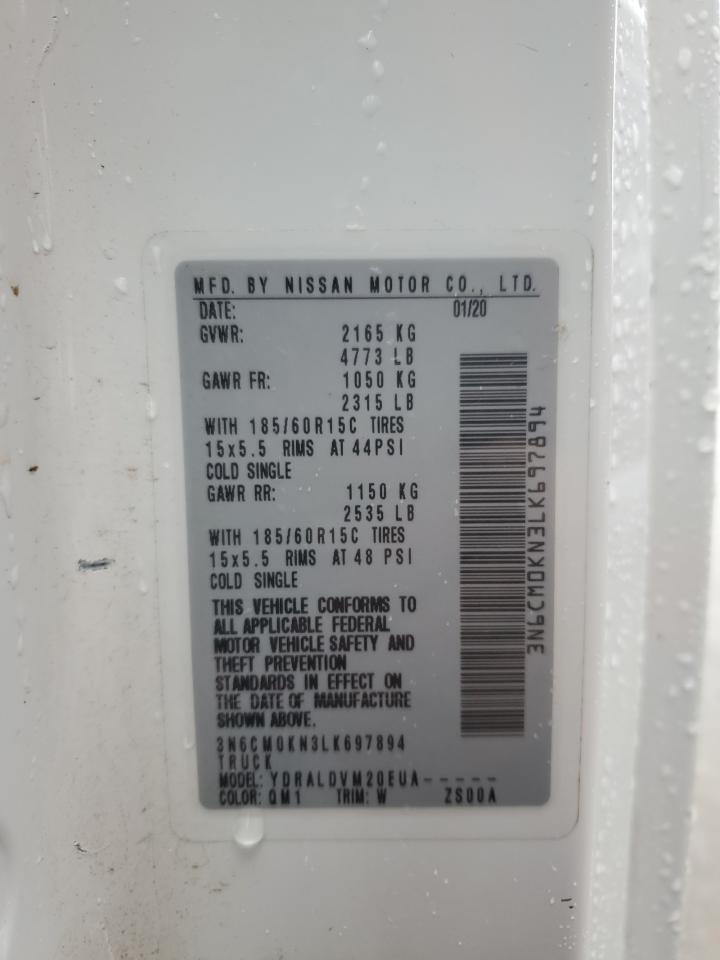 MFD. BY NISSAN MOTOR CO., LTD.
DATE: 01/20
GVWR: 2165 KG
4773 LB
GAWR FR: 1050 KG
2315 LB
WITH 185/60R15C TIRES
15x5.5 RIMS AT 44PSI
COLD SINGLE
GAWR RR: 1150 KG
2535 LB
WITH 185/60R15C TIRES
15x5.5 RIMS AT 48 PSI
COLD SINGLE
THIS VEHICLE CONFORMS TO
ALL APPLICABLE FEDERAL
MOTOR VEHICLE SAFETY AND
THEFT PREVENTION
STANDARDS IN EFFECT ON
THE DATE OF MANUFACTURE
SHOWN ABOVE.
3N6CM0KN3LK697894
TRUCK
MODEL: YDRALDVM20EUA-----
COLOR: QM1 TRIM: W ZS00A
3N6CM0KN3LK697894